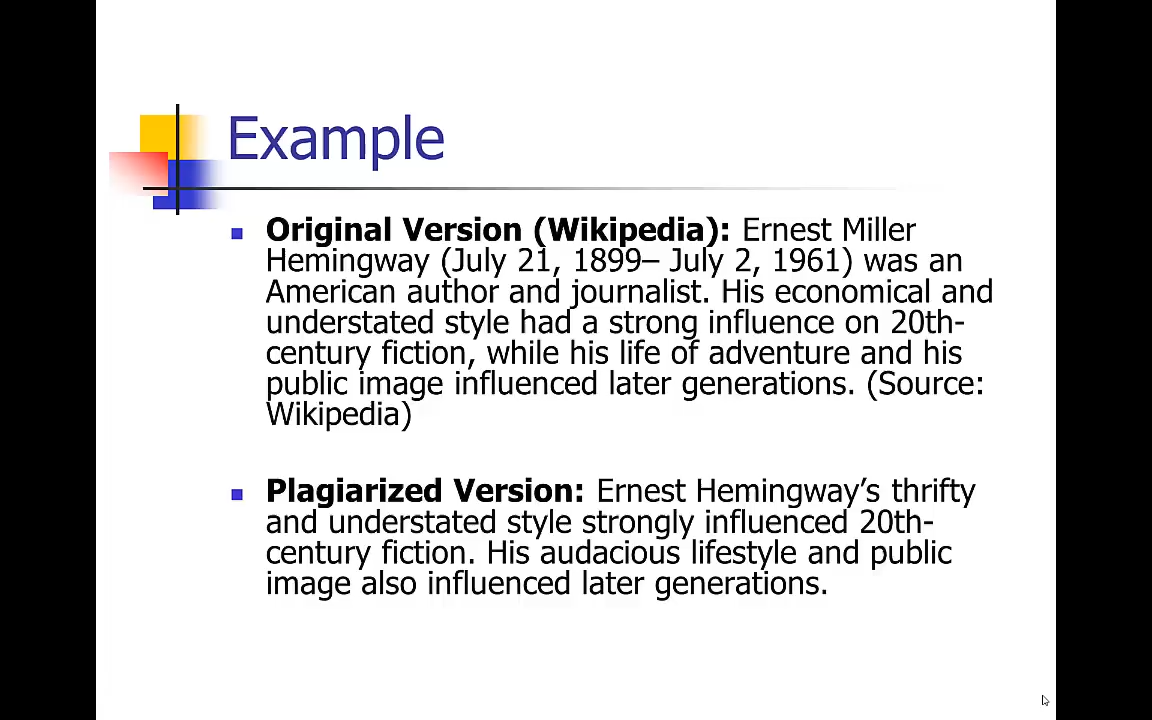 Example
Original Version (Wikipedia): Ernest Miller
Hemingway (July 21, 1899– July 2, 1961) was an
American author and journalist. His economical and
understated style had a strong influence on 20th-
century fiction, while his life of adventure and his
public image influenced later generations. (Source:
Wikipedia)
Plagiarized Version: Ernest Hemingway’s thrifty
and understated style strongly influenced 20th-
century fiction. His audacious lifestyle and public
image also influenced later generations.